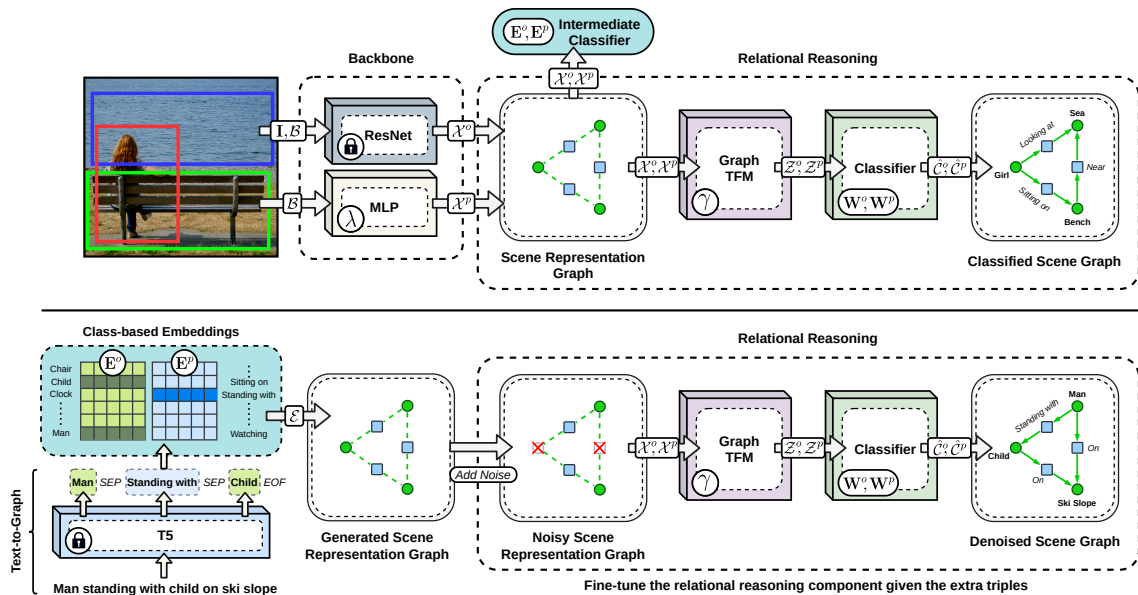 E^o, E^p Intermediate
Classifier
Backbone
Relational Reasoning
X^o, X^p
I, B
ResNet
X^o
B
MLP
λ
X^p
Scene Representation
Graph
X^o, X^p
Graph
TFM
γ
Z^o, Z^p
Classifier
W^o, W^p
Ĉ^o, Ĉ^p
Sea
Looking at
Girl
Near
Sitting on
Bench
Classified Scene Graph
Class-based Embeddings
E^o
E^p
Chair
Child
Clock
Man
Sitting on
Standing with
Watching
ℰ
Text-to-Graph
Man SEP Standing with SEP Child EOF
T5
Man standing with child on ski slope
Generated Scene
Representation Graph
Add Noise
Relational Reasoning
Noisy Scene
Representation Graph
X^o, X^p
Graph
TFM
γ
Z^o, Z^p
Classifier
W^o, W^p
Ĉ^o, Ĉ^p
Man
Standing with
Child
On
On
Ski Slope
Denoised Scene Graph
Fine-tune the relational reasoning component given the extra triples